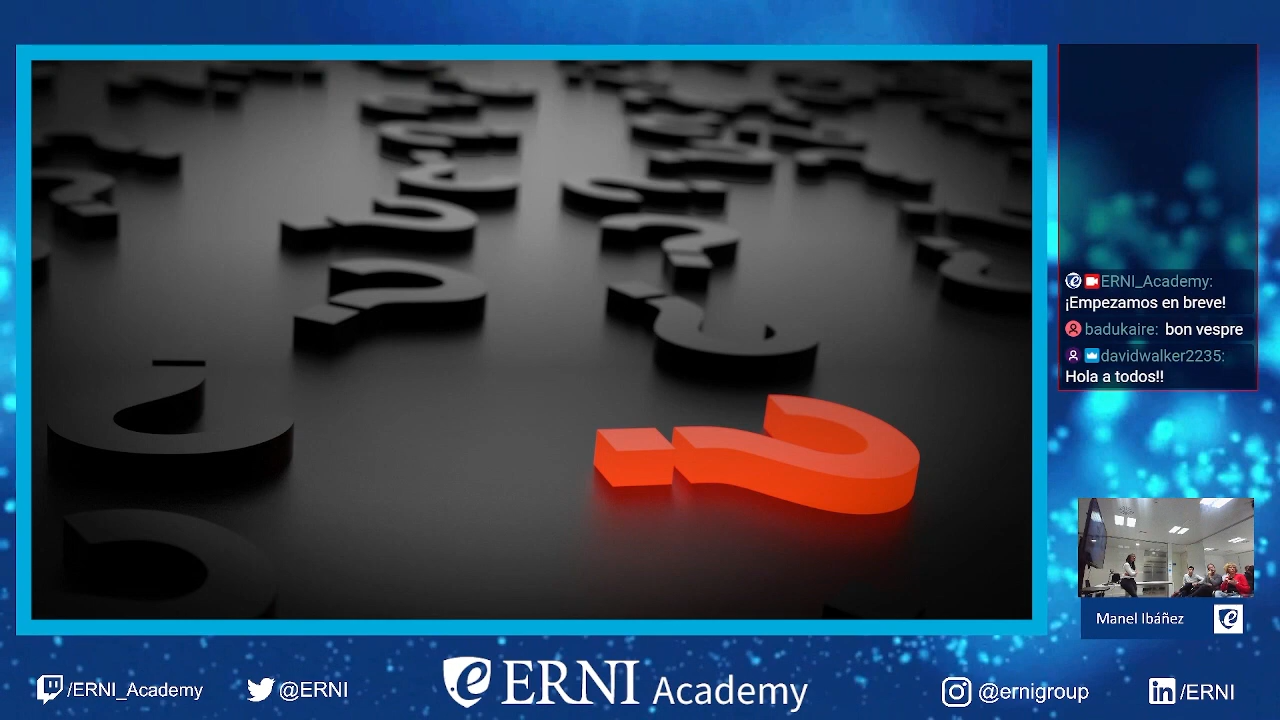 ERNI_Academy:
¡Empezamos en breve!
badukaire: bon vespre
davidwalker2235:
Hola a todos!!
Manel Ibáñez
/ERNI_Academy
@ERNI
ERNI Academy
@ernigroup
/ERNI